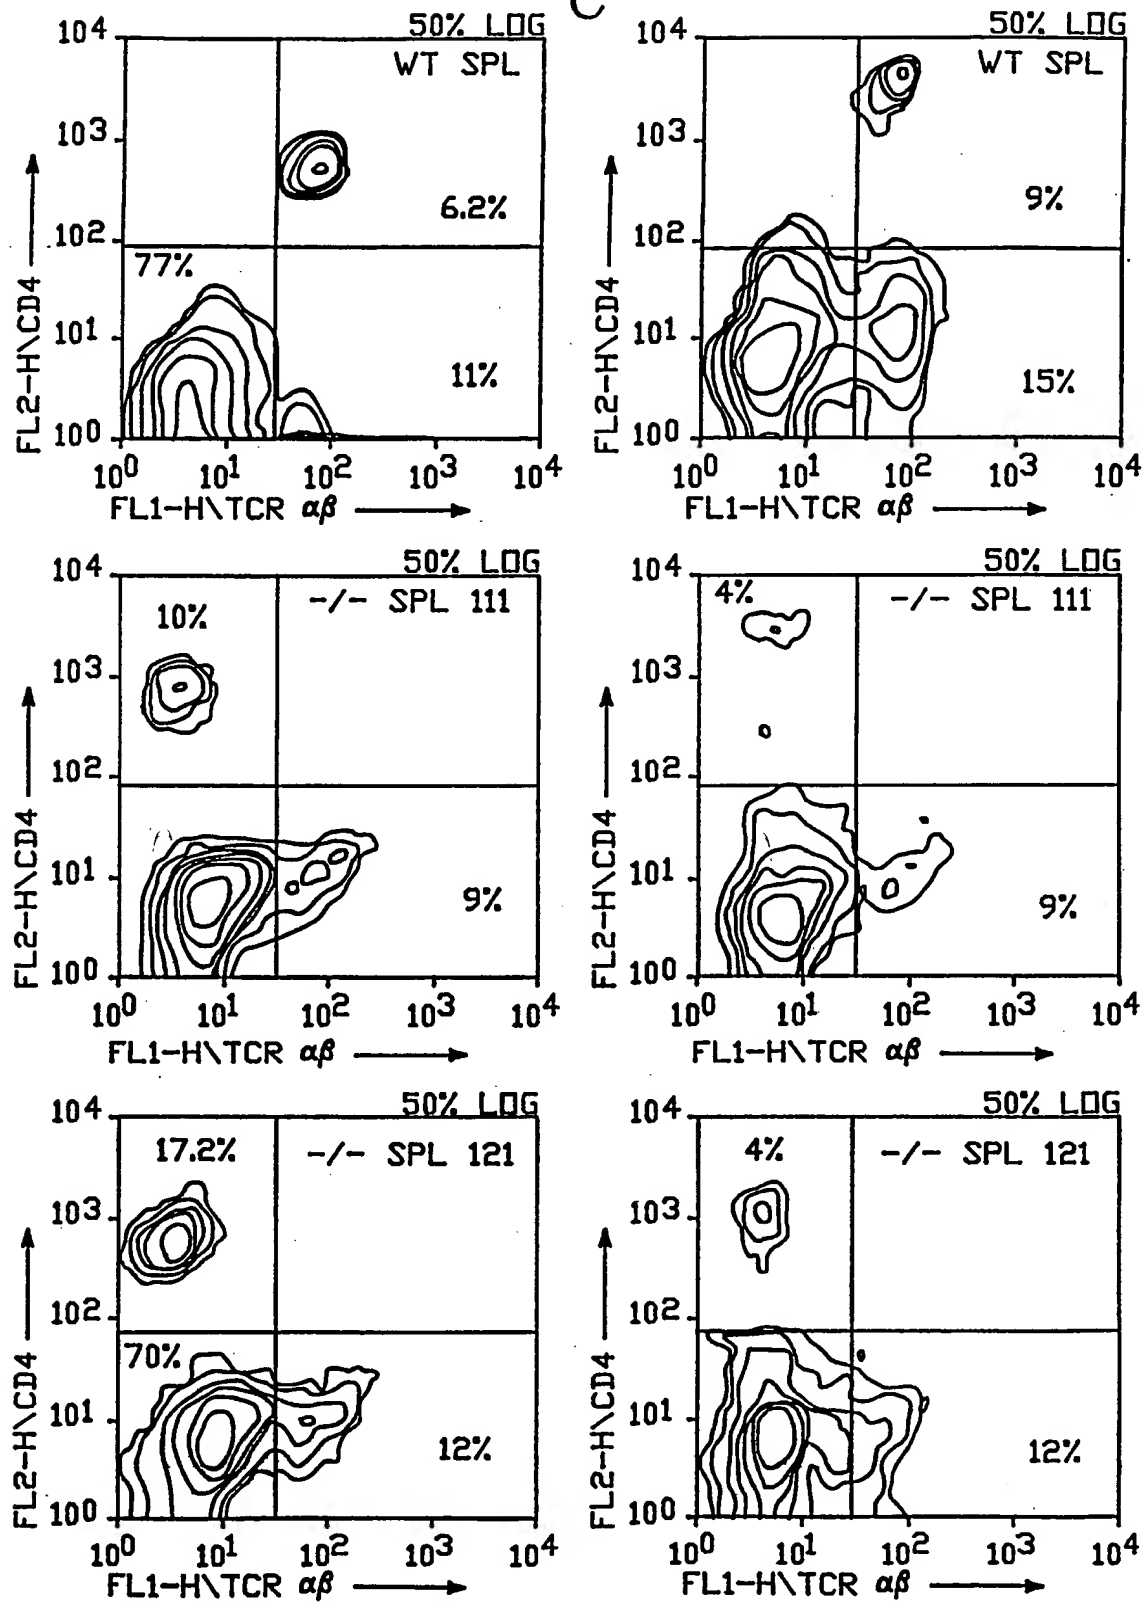 C
50% LOG
WT SPL
10⁴
10³
10²
10¹
10⁰
6.2%
77%
11%
FL2-H\CD4
10⁰ 10¹ 10² 10³ 10⁴
FL1-H\TCR αβ
50% LOG
WT SPL
10⁴
10³
10²
10¹
10⁰
9%
15%
FL2-H\CD4
10⁰ 10¹ 10² 10³ 10⁴
FL1-H\TCR αβ
50% LOG
-/- SPL 111
10⁴
10³
10²
10¹
10⁰
10%
9%
FL2-H\CD4
10⁰ 10¹ 10² 10³ 10⁴
FL1-H\TCR αβ
50% LOG
-/- SPL 111
10⁴
10³
10²
10¹
10⁰
4%
9%
FL2-H\CD4
10⁰ 10¹ 10² 10³ 10⁴
FL1-H\TCR αβ
50% LOG
-/- SPL 121
10⁴
10³
10²
10¹
10⁰
17.2%
70%
12%
FL2-H\CD4
10⁰ 10¹ 10² 10³ 10⁴
FL1-H\TCR αβ
50% LOG
-/- SPL 121
10⁴
10³
10²
10¹
10⁰
4%
12%
FL2-H\CD4
10⁰ 10¹ 10² 10³ 10⁴
FL1-H\TCR αβ